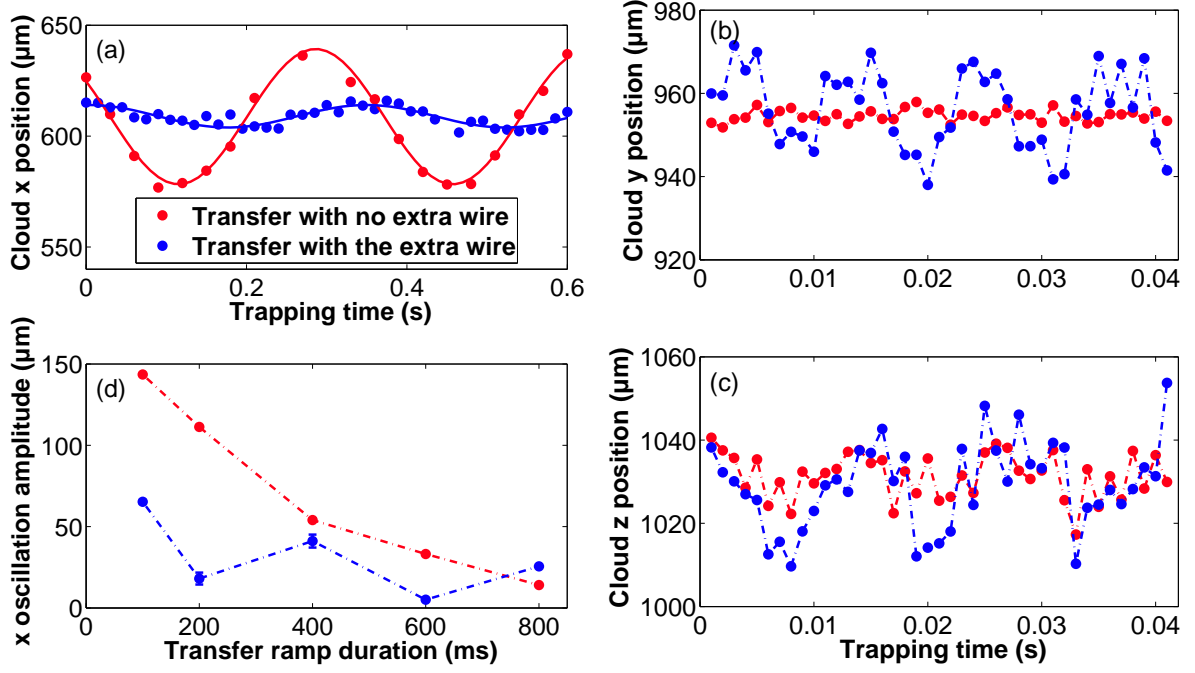 (a)
Cloud x position (µm)
650
600
550
0
0.2
0.4
0.6
Trapping time (s)
Transfer with no extra wire
Transfer with the extra wire
(b)
Cloud y position (µm)
980
960
940
920
0.01
0.02
0.03
0.04
(d)
x oscillation amplitude (µm)
150
100
50
0
0
200
400
600
800
Transfer ramp duration (ms)
(c)
Cloud z position (µm)
1060
1040
1020
1000
0.01
0.02
0.03
0.04
Trapping time (s)